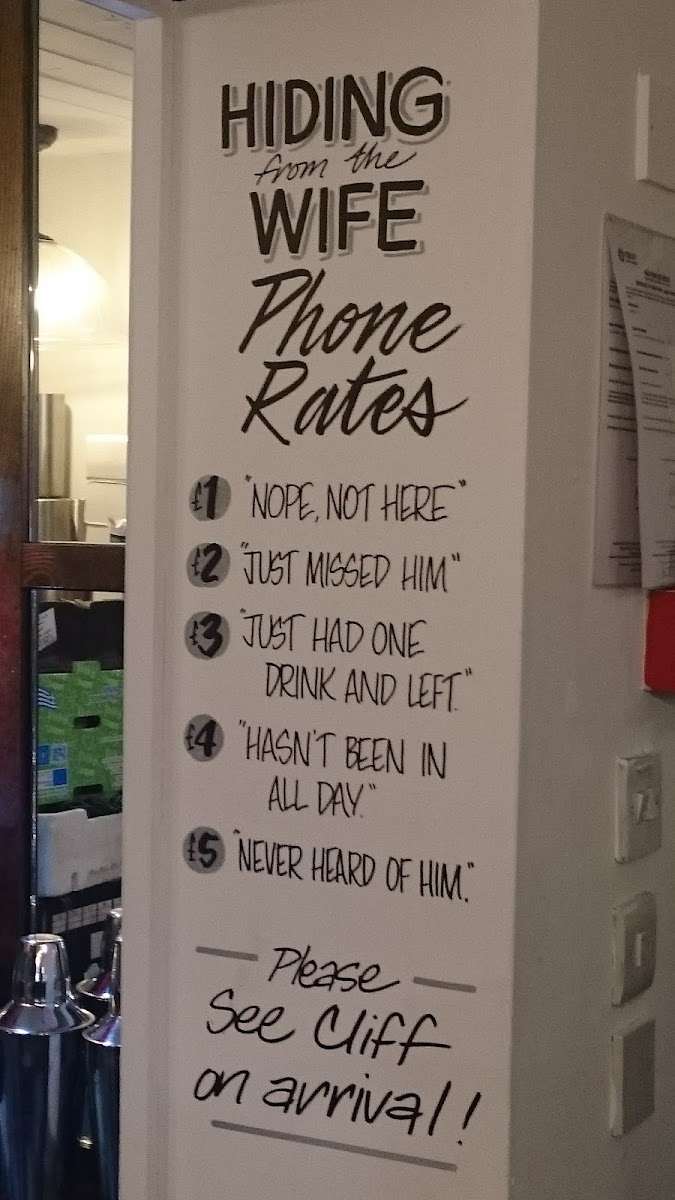 HIDING
from the
WIFE
Phone
Rates
£1 "NOPE, NOT HERE"
£2 "JUST MISSED HIM"
£3 "JUST HAD ONE
DRINK AND LEFT."
£4 "HASN'T BEEN IN
ALL DAY."
£5 "NEVER HEARD OF HIM."
Please
See Cliff
on arrival!